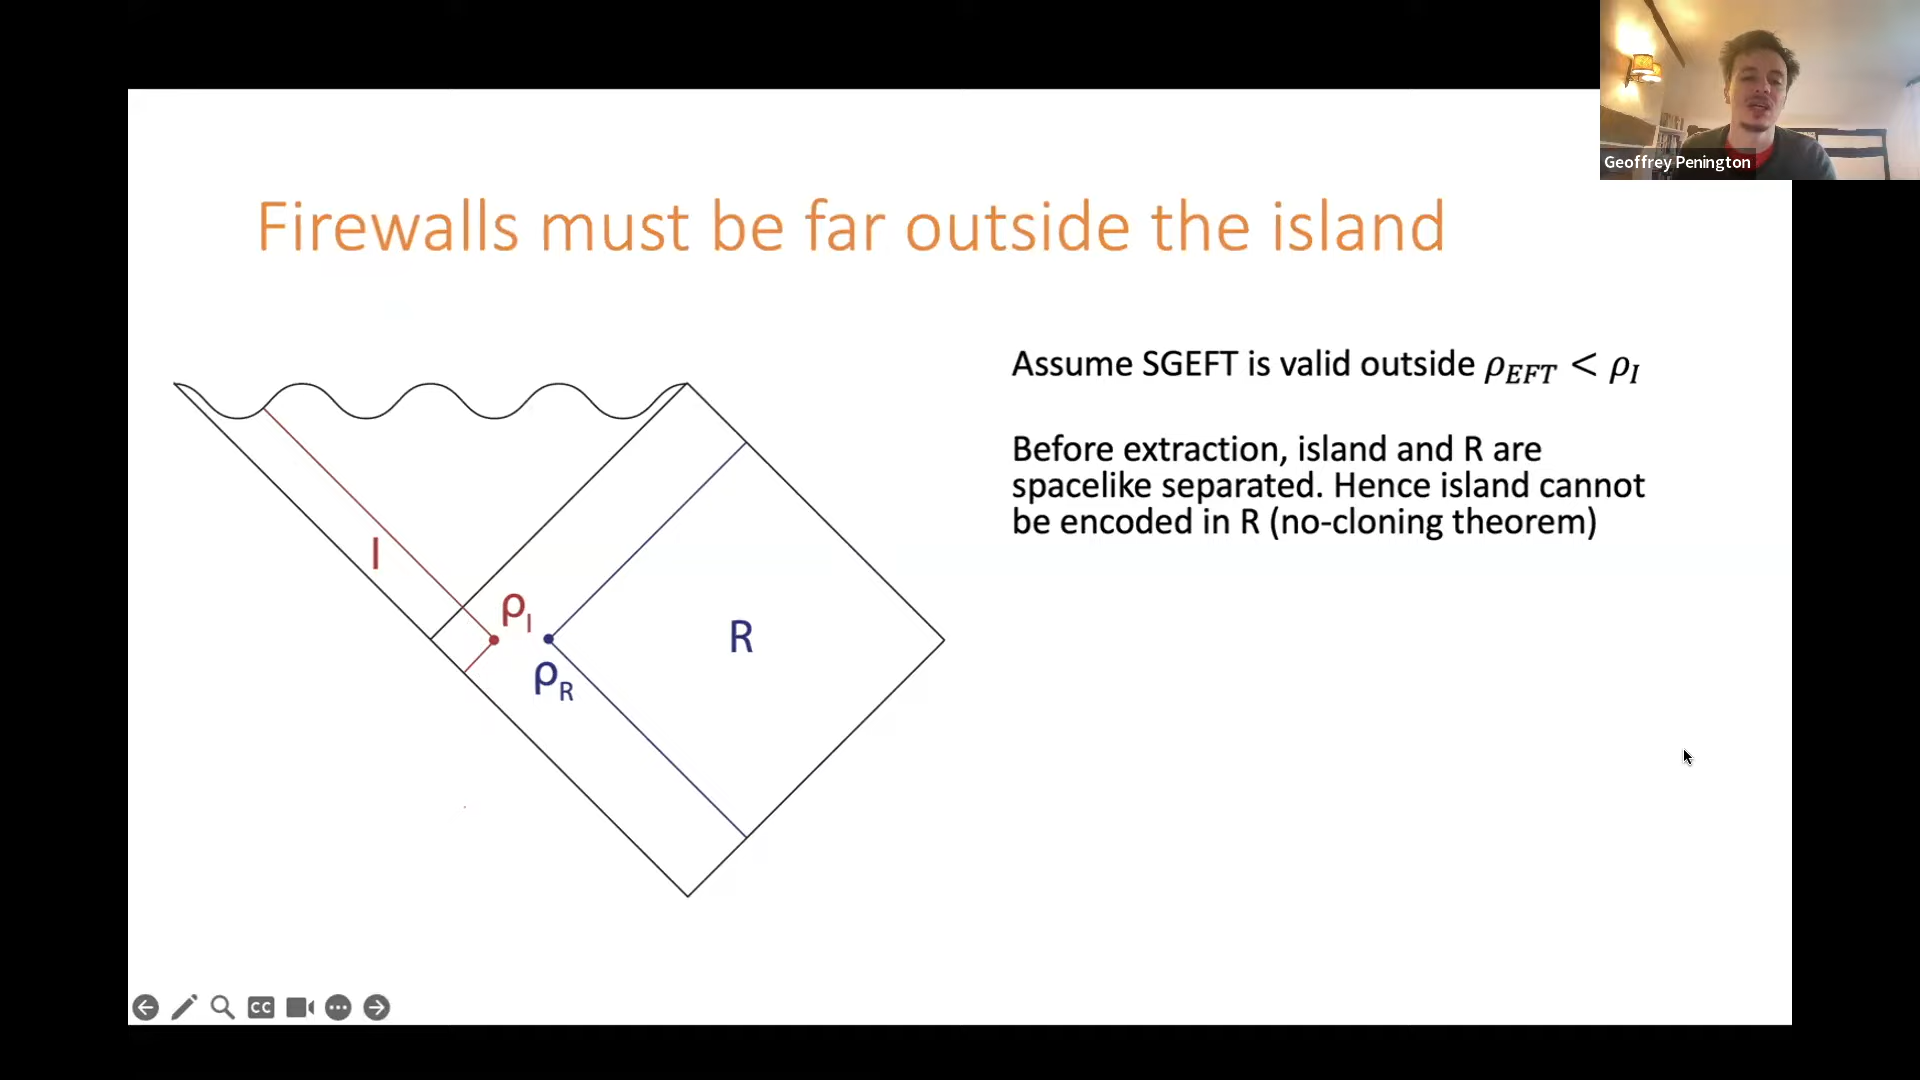 Geoffrey Penington
Firewalls must be far outside the island
Assume SGEFT is valid outside ρ_EFT < ρ_I
Before extraction, island and R are
spacelike separated. Hence island cannot
be encoded in R (no-cloning theorem)
I
ρ_I
R
ρ_R
CC